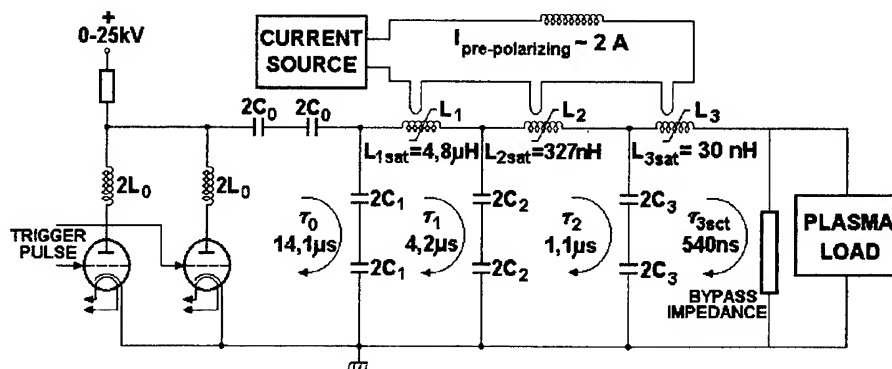 +
0-25kV
CURRENT
SOURCE
I pre-polarizing ~ 2 A
2C0
2C0
L1
L2
L3
L1sat=4,8µH
L2sat=327nH
L3sat= 30 nH
2L0
2L0
2C1
2C2
2C3
τ0
14,1µs
τ1
4,2µs
τ2
1,1µs
τ3sct
540ns
PLASMA
LOAD
TRIGGER
PULSE
2C1
2C2
2C3
BYPASS
IMPEDANCE